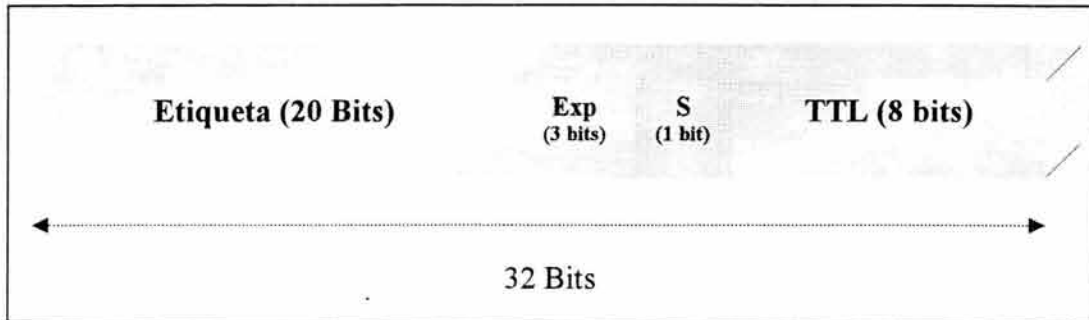 Etiqueta (20 Bits) Exp S TTL (8 bits)
(3 bits) (1 bit)
32 Bits